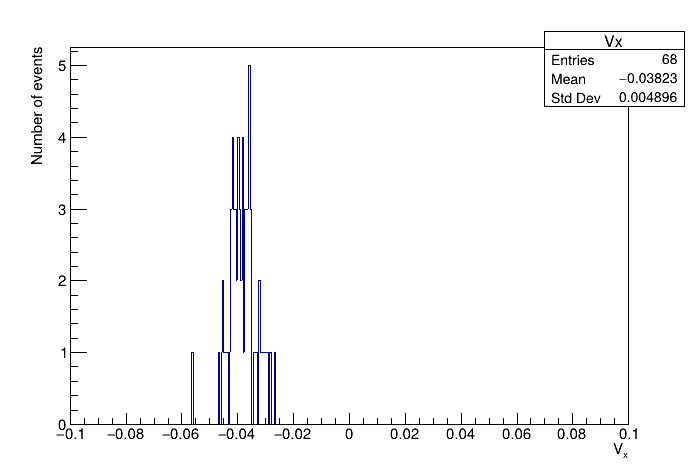 Vx
Entries 68
Mean −0.03823
Std Dev 0.004896
Number of events
5
4
3
2
1
0
−0.1 −0.08 −0.06 −0.04 −0.02 0 0.02 0.04 0.06 0.08 0.1
Vx